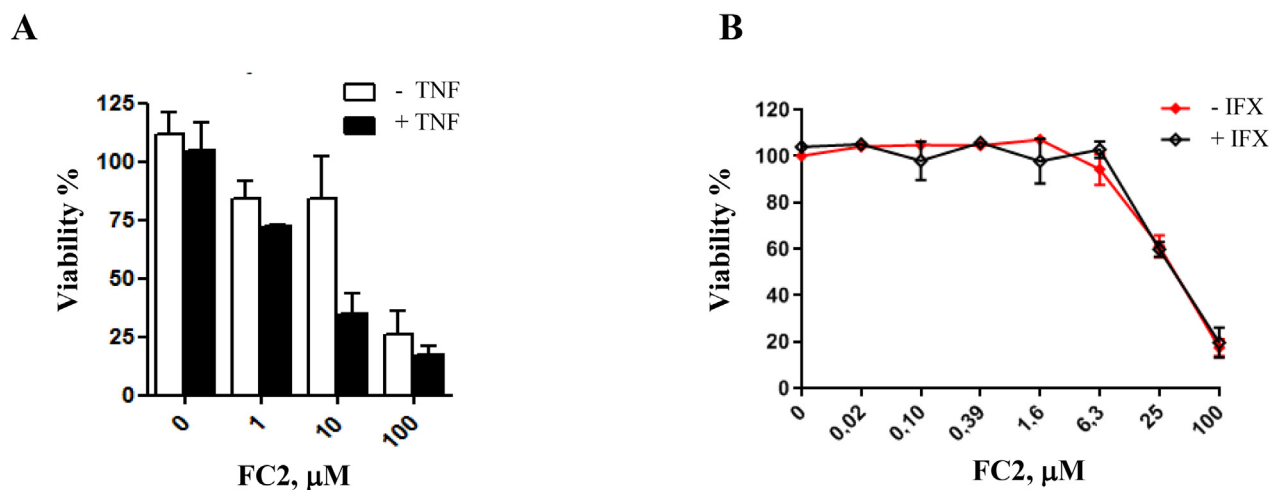 A
- TNF
+ TNF
125
100
75
50
25
0
Viability %
0 1 10 100
FC2, μM
B
- IFX
+ IFX
120
100
80
60
40
20
0
Viability %
0 0,02 0,10 0,39 1,6 6,3 25 100
FC2, μM